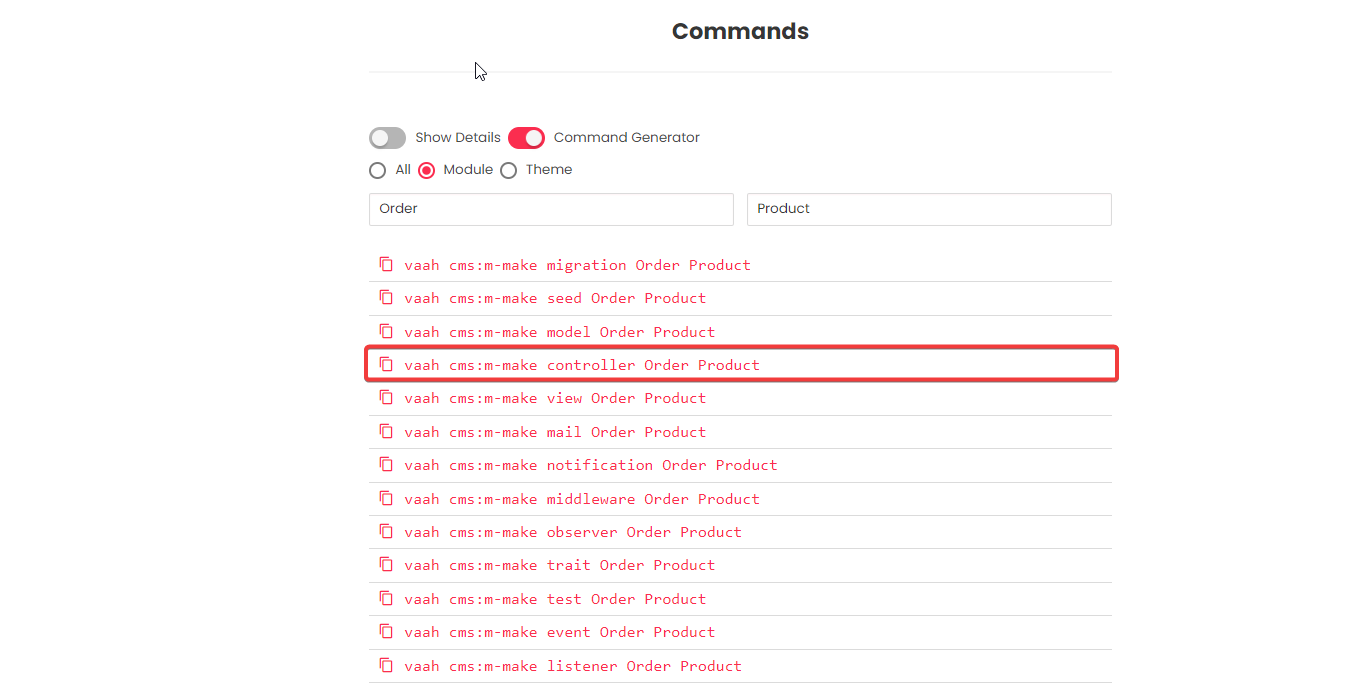 Commands
Show Details Command Generator
All Module Theme
Order Product
vaah cms:m-make migration Order Product
vaah cms:m-make seed Order Product
vaah cms:m-make model Order Product
vaah cms:m-make controller Order Product
vaah cms:m-make view Order Product
vaah cms:m-make mail Order Product
vaah cms:m-make notification Order Product
vaah cms:m-make middleware Order Product
vaah cms:m-make observer Order Product
vaah cms:m-make trait Order Product
vaah cms:m-make test Order Product
vaah cms:m-make event Order Product
vaah cms:m-make listener Order Product